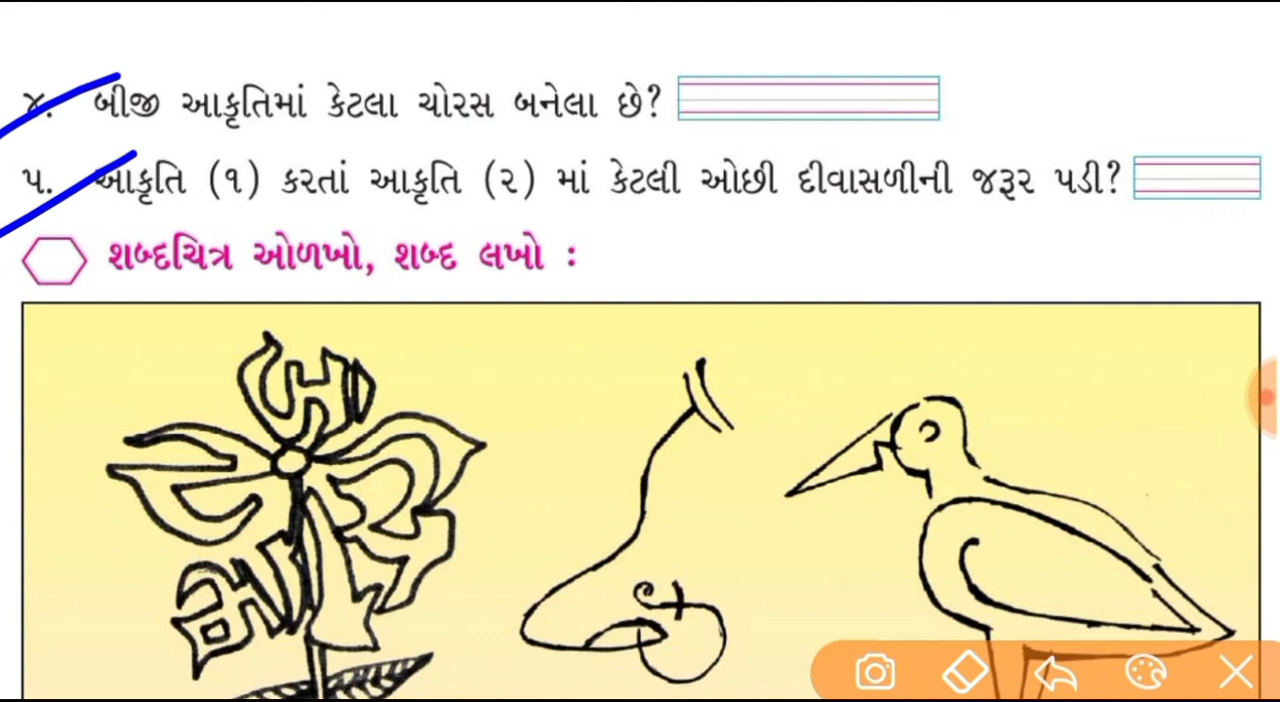 ૪. બીજી આકૃતિમાં કેટલા ચોરસ બનેલા છે?
૫. આકૃતિ (૧) કરતાં આકૃતિ (૨) માં કેટલી ઓછી દીવાસળીની જરૂર પડી?
શબ્દચિત્ર ઓળખો, શબ્દ લખો :